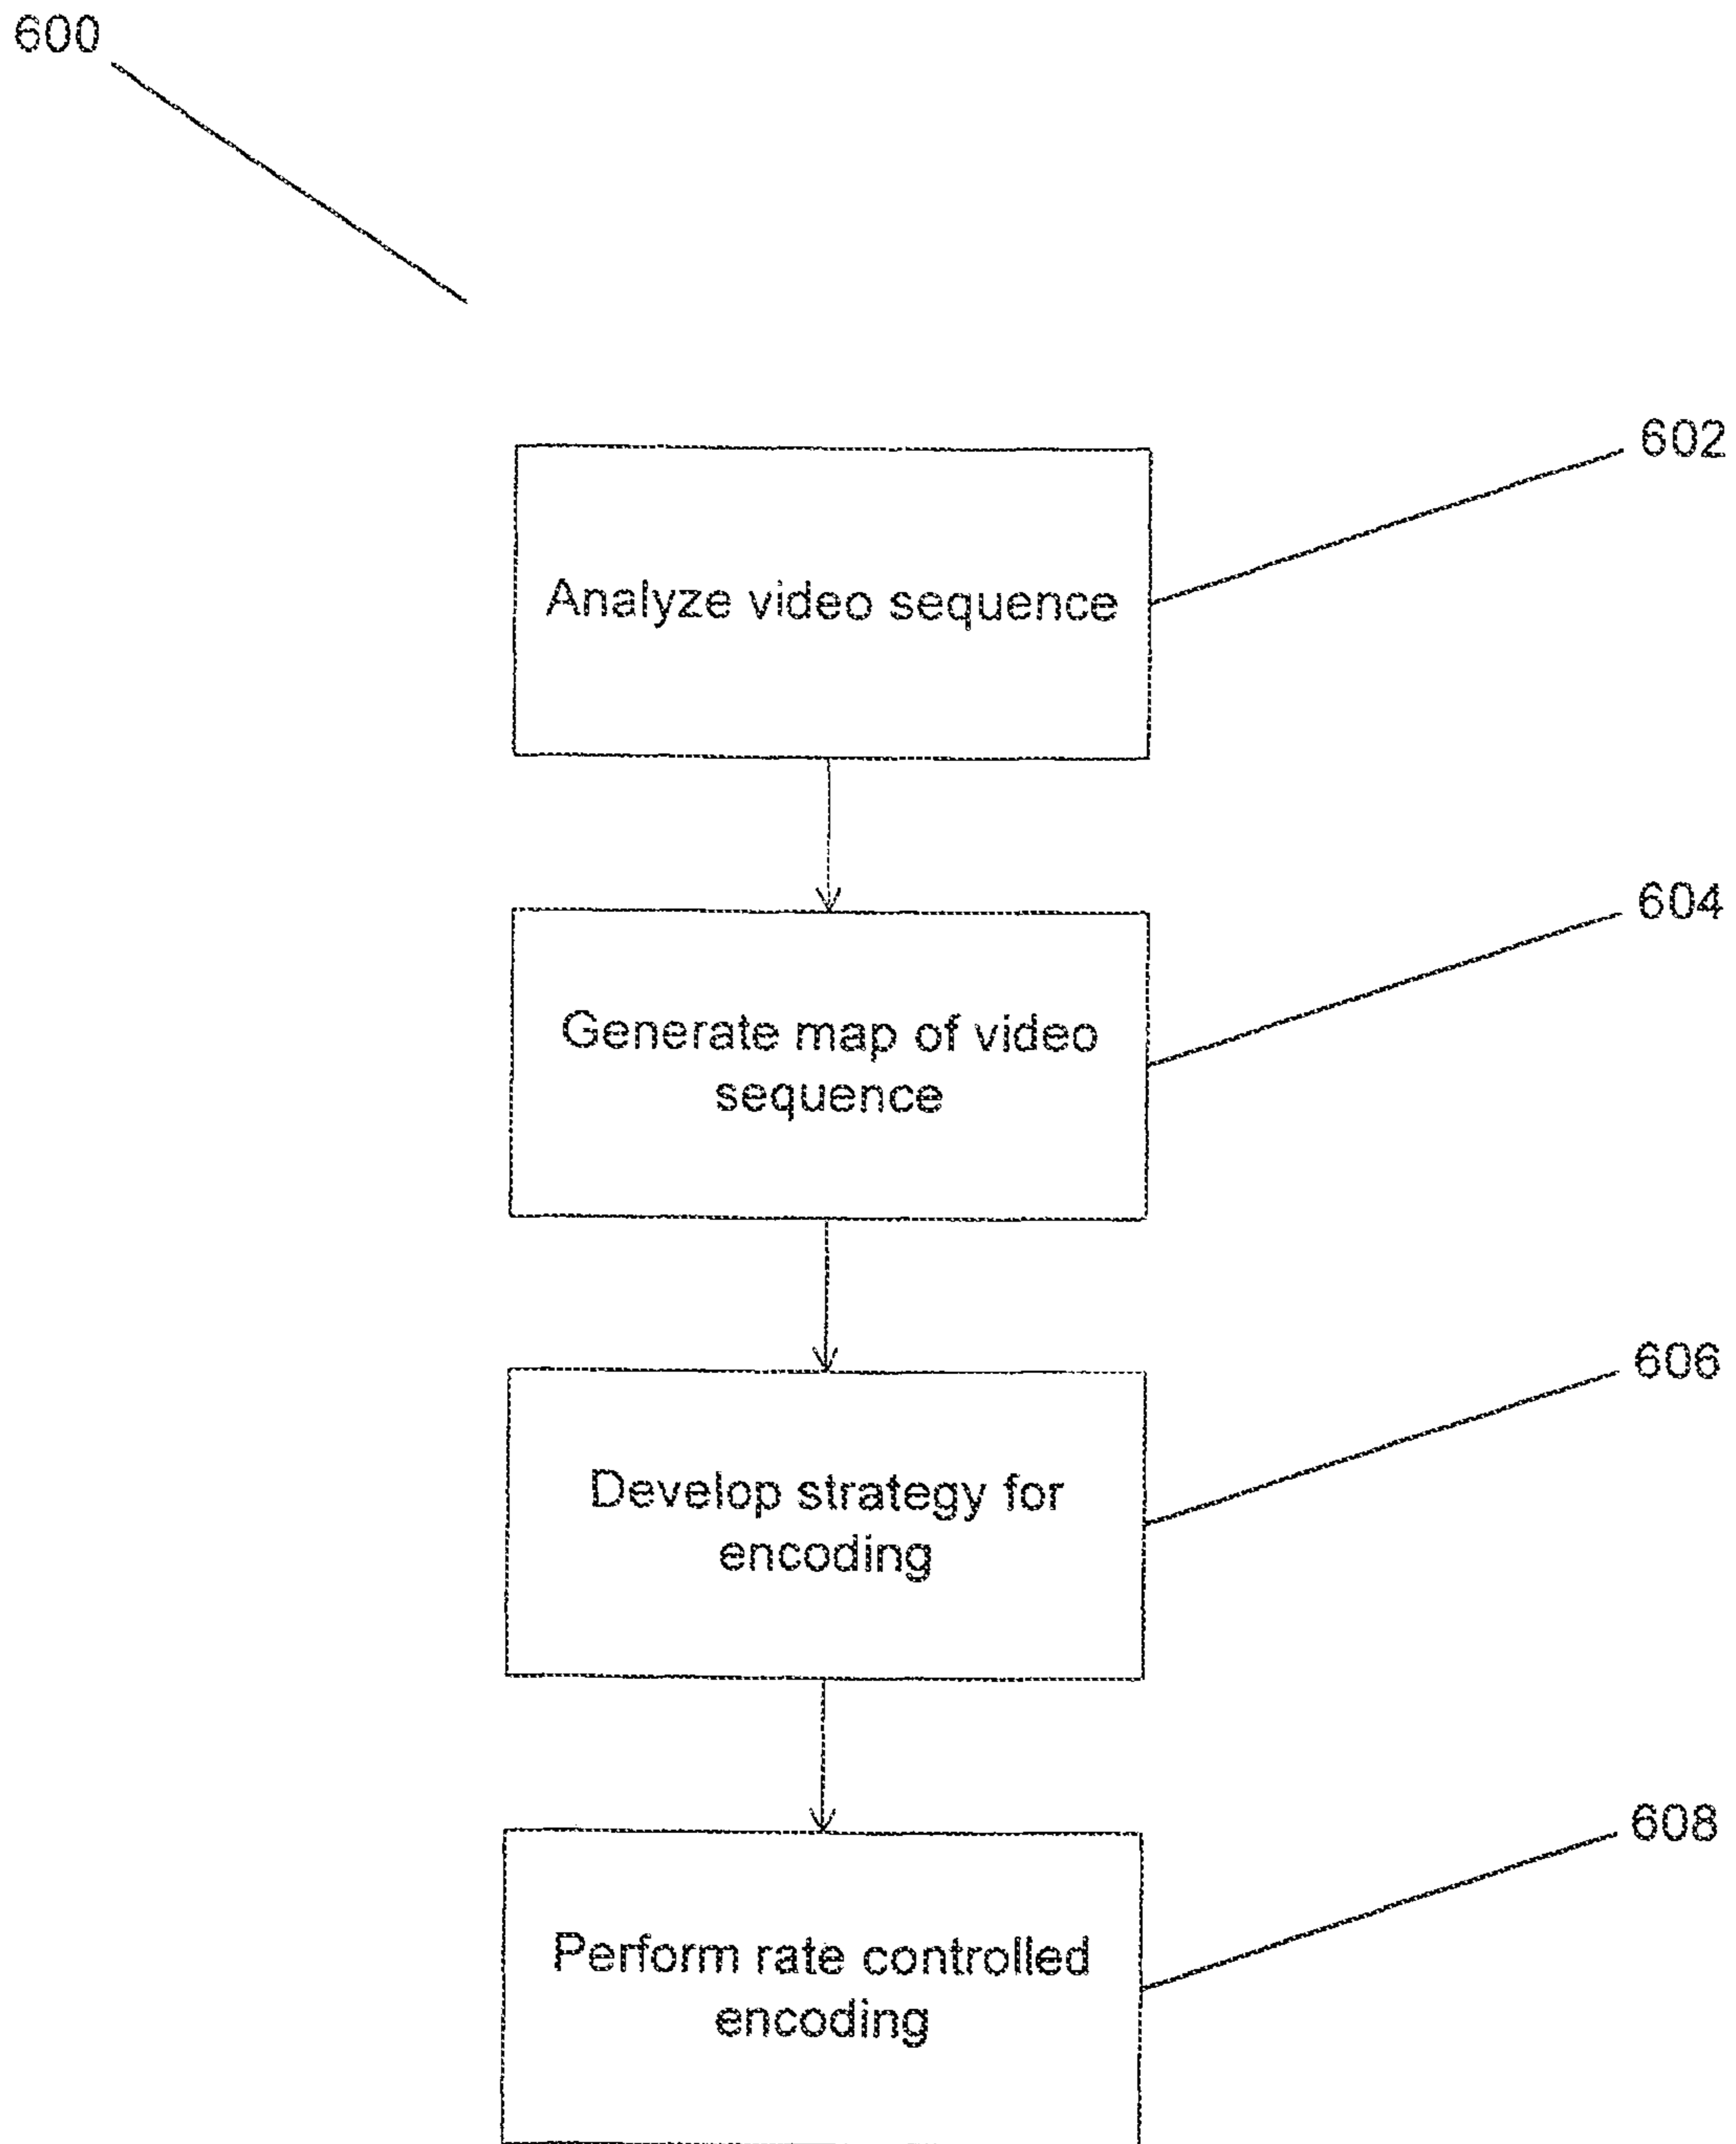 600
602
Analyze video sequence
604
Generate map of video
sequence
606
Develop strategy for
encoding
608
Perform rate controlled
encoding